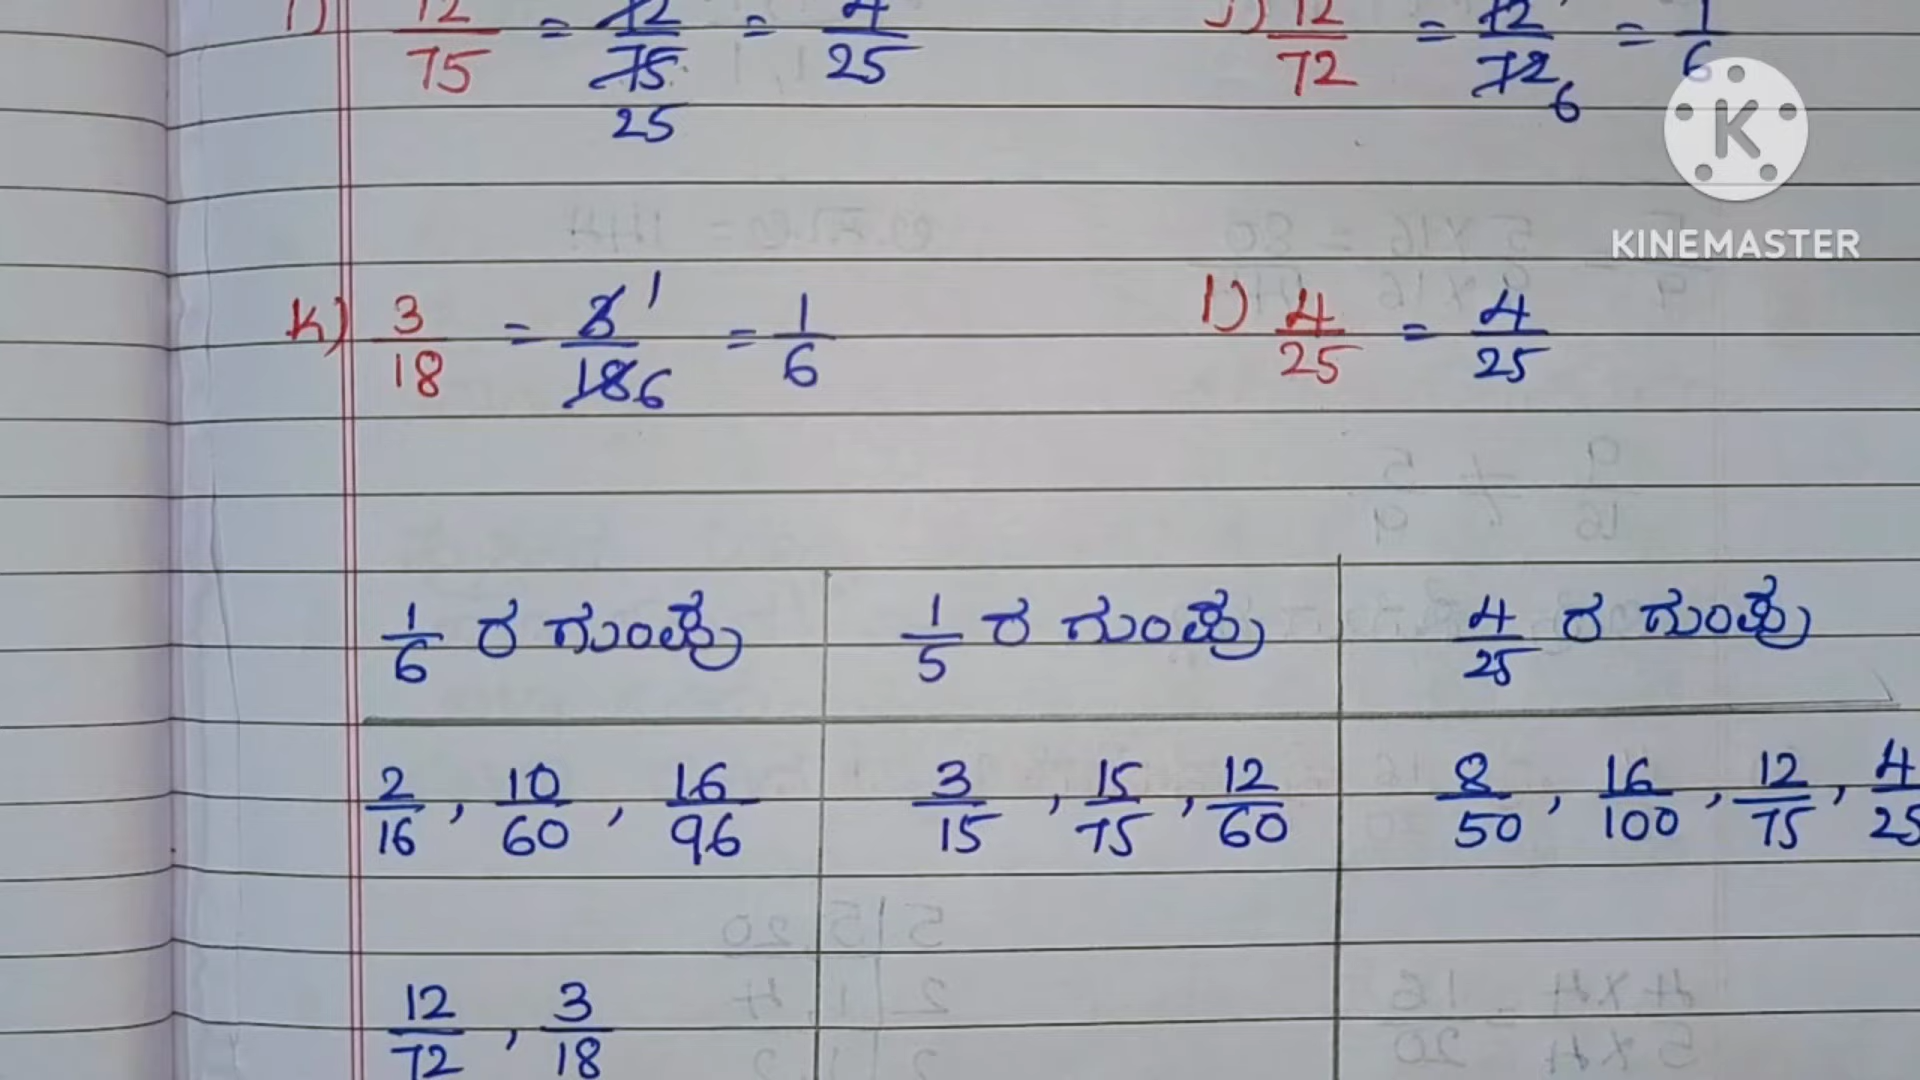 i) 12/75 = 12/75 25 = 4/25 j) 12/72 = 12/72 6 = 1/6
KINEMASTER
k) 3/18 = 3 1/18 6 = 1/6 l) 4/25 = 4/25
1/6 ರ ಗುಂಪು 1/5 ರ ಗುಂಪು 4/25 ರ ಗುಂಪು
2/16, 10/60, 16/96 3/15, 15/75, 12/60 8/50, 16/100, 12/75, 4/25
12/72, 3/18